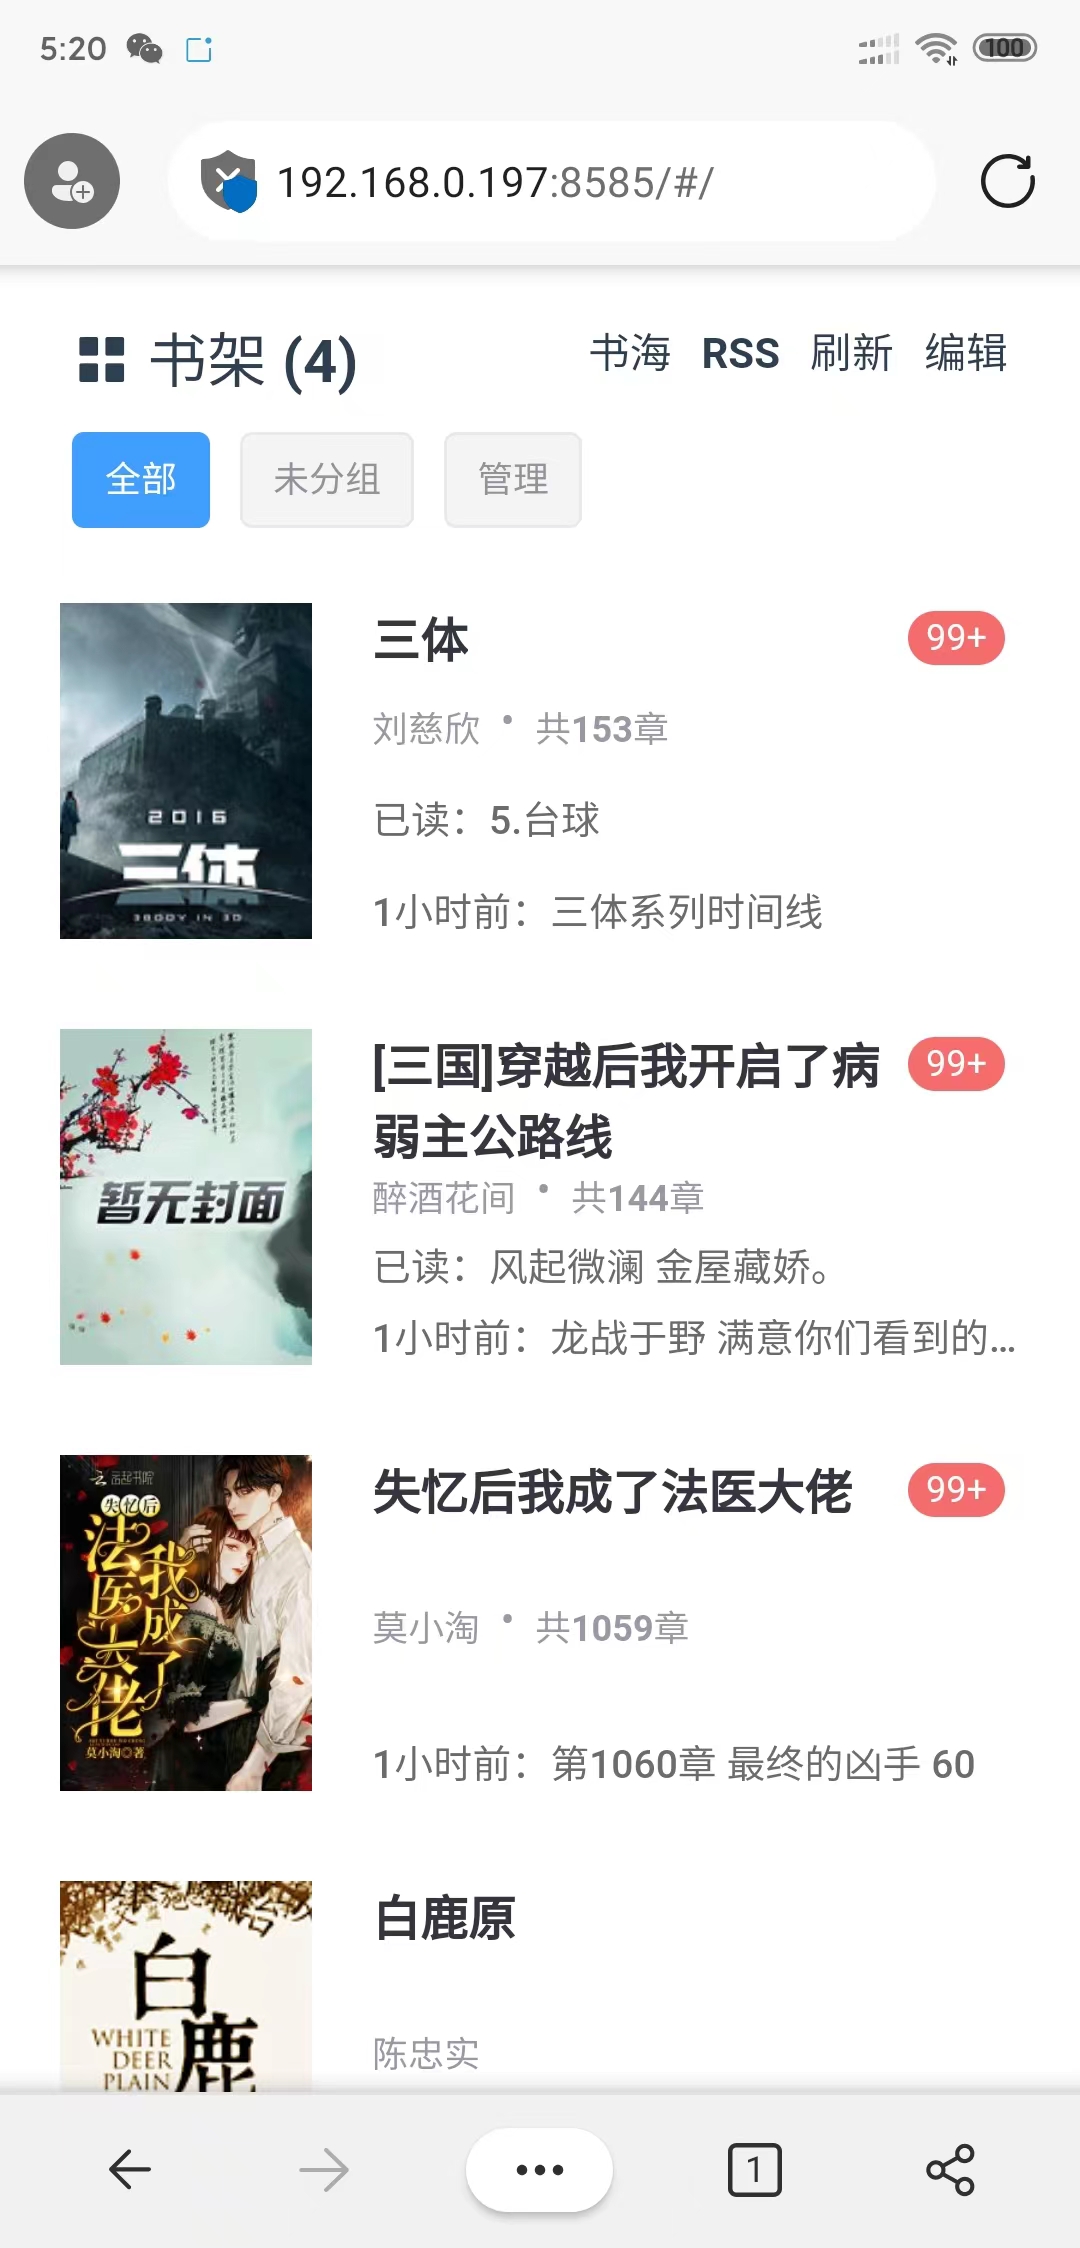 5:20
100
192.168.0.197:8585/#/
书架 (4)
书海 RSS 刷新 编辑
全部 未分组 管理
2016
三体
3BODY IN 3D
三体
99+
刘慈欣 • 共153章
已读：5.台球
1小时前：三体系列时间线
暂无封面
[三国]穿越后我开启了病
弱主公路线
99+
醉酒花间 • 共144章
已读：风起微澜 金屋藏娇。
1小时前：龙战于野 满意你们看到的...
云起书院
失忆后
法医大佬
我成了
莫小淘◎著
失忆后我成了法医大佬
99+
莫小淘 • 共1059章
1小时前：第1060章 最终的凶手 60
白鹿
WHITE
DEER
PLAIN
白鹿原
陈忠实
1